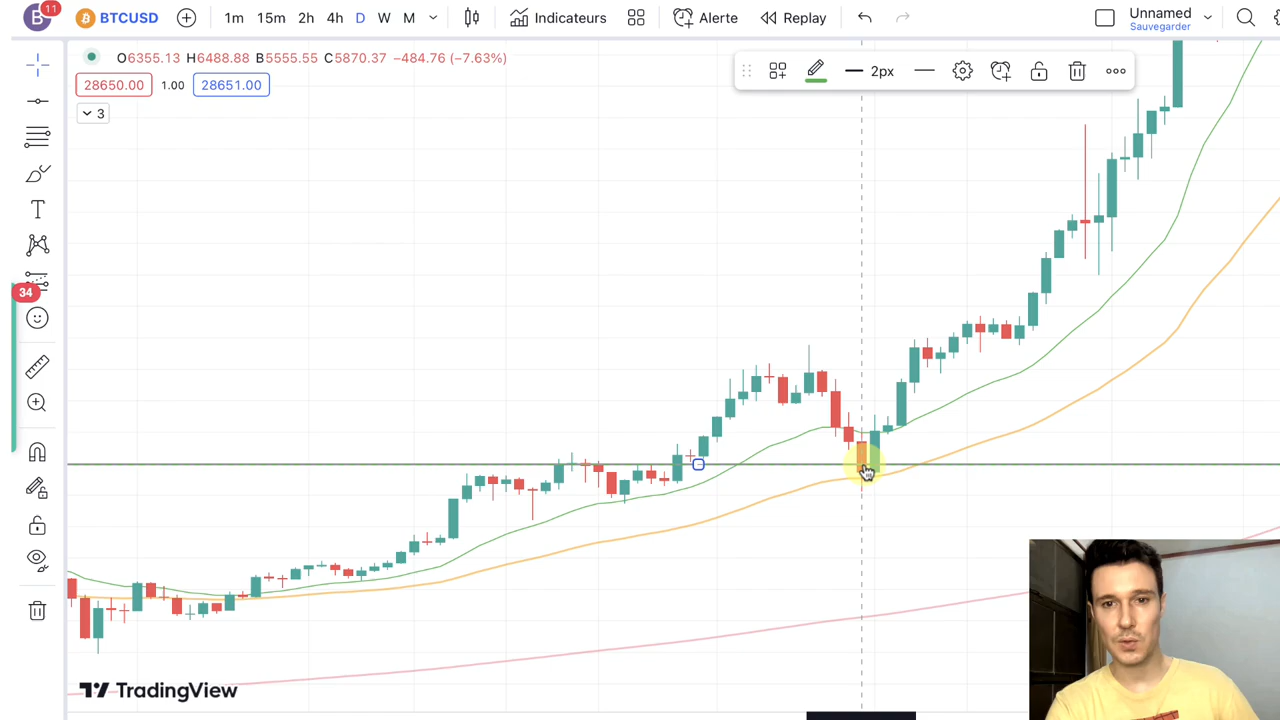 B 11 BTCUSD 1m 15m 2h 4h D W M Indicateurs Alerte Replay Unnamed
Sauvegarder
O6355.13 H6488.88 B5555.55 C5870.37 −484.76 (−7.63%)
2px
28650.00 1.00 28651.00
3
T
34
TradingView